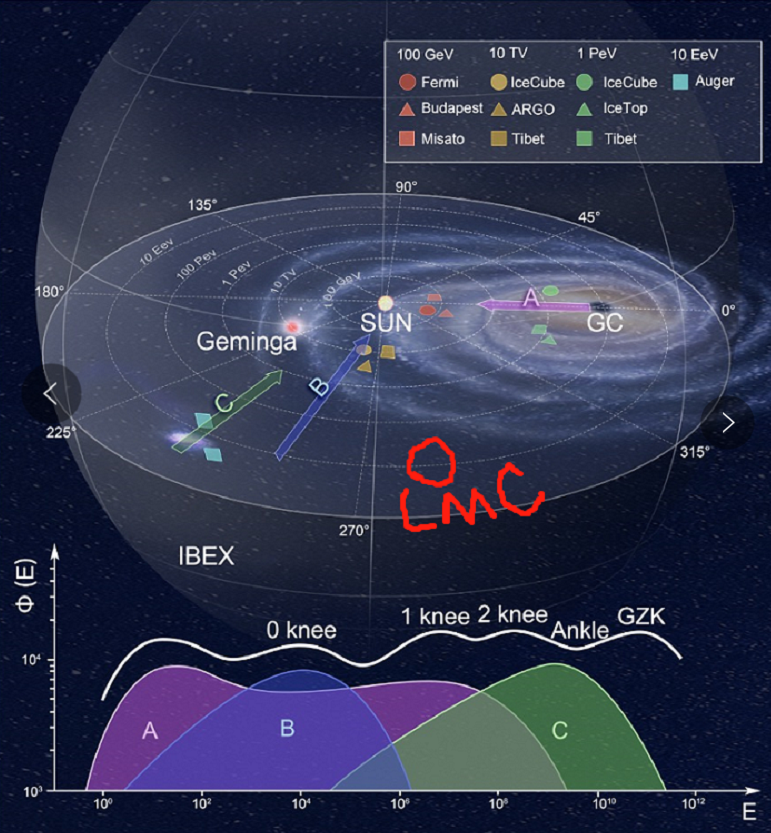 100 GeV 10 TV 1 PeV 10 EeV
Fermi IceCube IceCube Auger
Budapest ARGO IceTop
Misato Tibet Tibet
90°
135° 45°
10 Eev
100 Pev
1 Pev
10 TV
100 GeV
180° 0°
A
SUN GC
Geminga
B
C
225° 315°
LMC
270°
IBEX
Φ (E)
0 knee 1 knee 2 knee Ankle GZK
10⁴
A B C
10³
10⁰ 10² 10⁴ 10⁶ 10⁸ 10¹⁰ 10¹² E